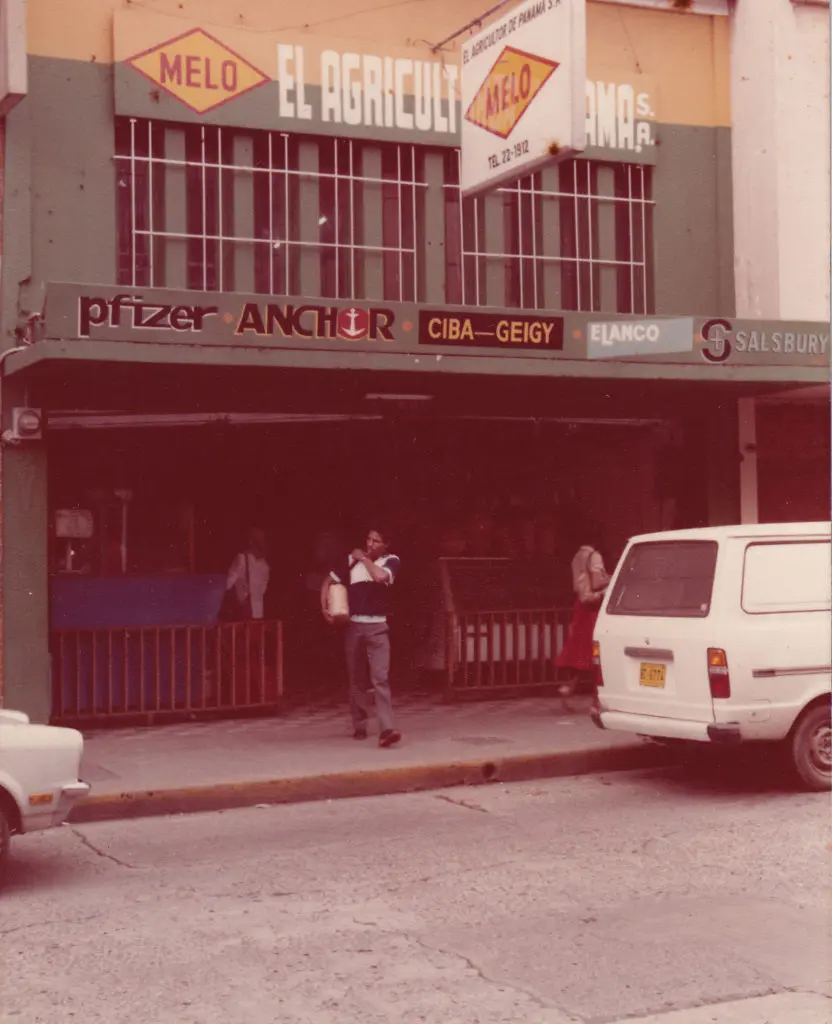 MELO
EL AGRICULT
AMA S.A.
EL AGRICULTOR DE PANAMA S.A
MELO
TEL. 22-1912
pfizer · ANCHOR · CIBA-GEIGY · ELANCO · S SALSBURY